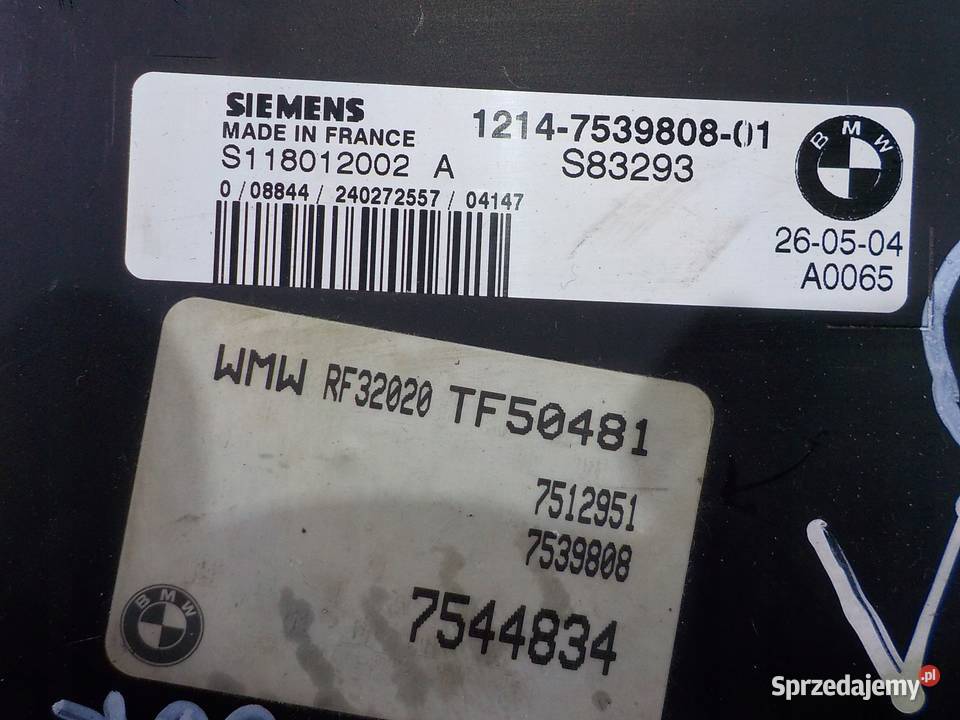 SIEMENS
MADE IN FRANCE
S118012002 A
0/08844/240272557/04147
1214-7539808-01
S83293
BMW
26-05-04
A0065
WMW RF32020 TF50481
7512951
7539808
7544834
BMW
Sprzedajemy.pl